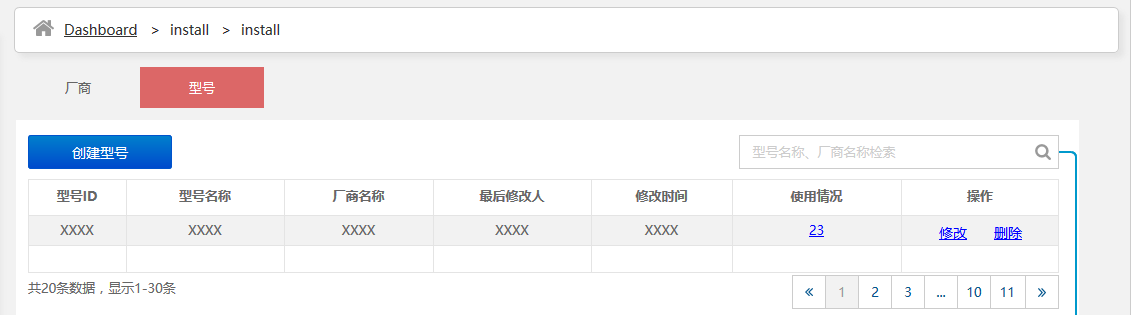 Dashboard > install > install
厂商 型号
创建型号 型号名称、厂商名称检索
型号ID 型号名称 厂商名称 最后修改人 修改时间 使用情况 操作
XXXX XXXX XXXX XXXX XXXX 23 修改 删除
共20条数据，显示1-30条 « 1 2 3 ... 10 11 »